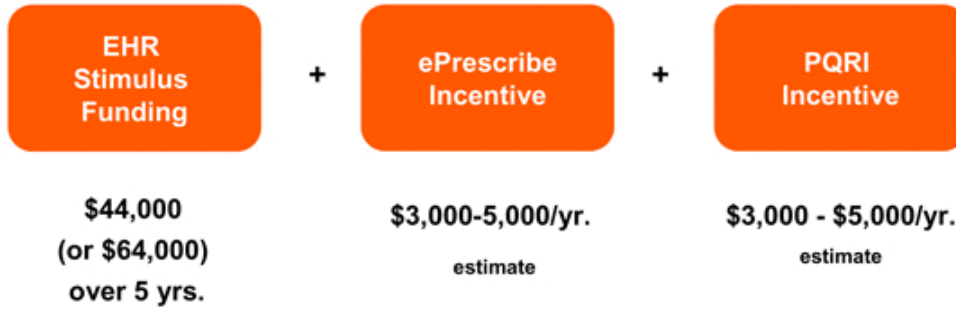 EHR
Stimulus
Funding
+
ePrescribe
Incentive
+
PQRI
Incentive
$44,000
(or $64,000)
over 5 yrs.
$3,000-5,000/yr.
estimate
$3,000 - $5,000/yr.
estimate